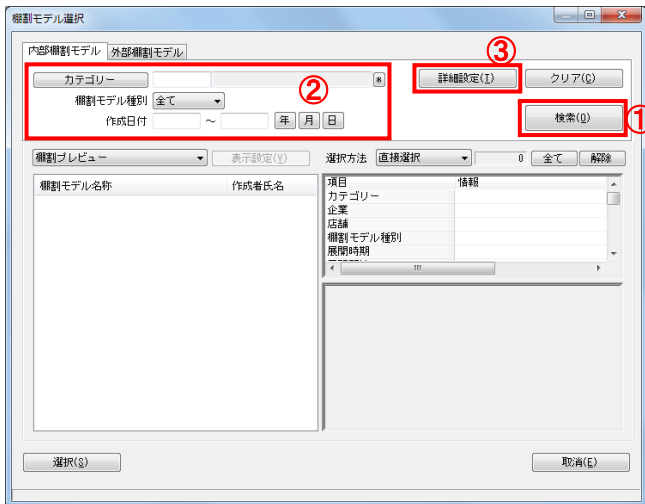 棚割モデル選択
内部棚割モデル 外部棚割モデル
③
カテゴリー * 詳細設定(I) クリア(C)
②
棚割モデル種別 全て
①
作成日付 ～ 年 月 日 検索(Q)
棚割プレビュー 表示設定(V) 選択方法 直接選択 0 全て 解除
棚割モデル名称 作成者氏名 項目 情報
カテゴリー
企業
店舗
棚割モデル種別
展開時期
選択(S) 取消(E)